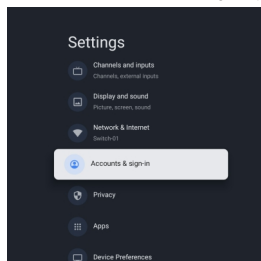 Settings
Channels and inputs
Channels, external inputs
Display and sound
Picture, screen, sound
Network & Internet
Switch-01
Accounts & sign-in
Privacy
Apps
Device Preferences